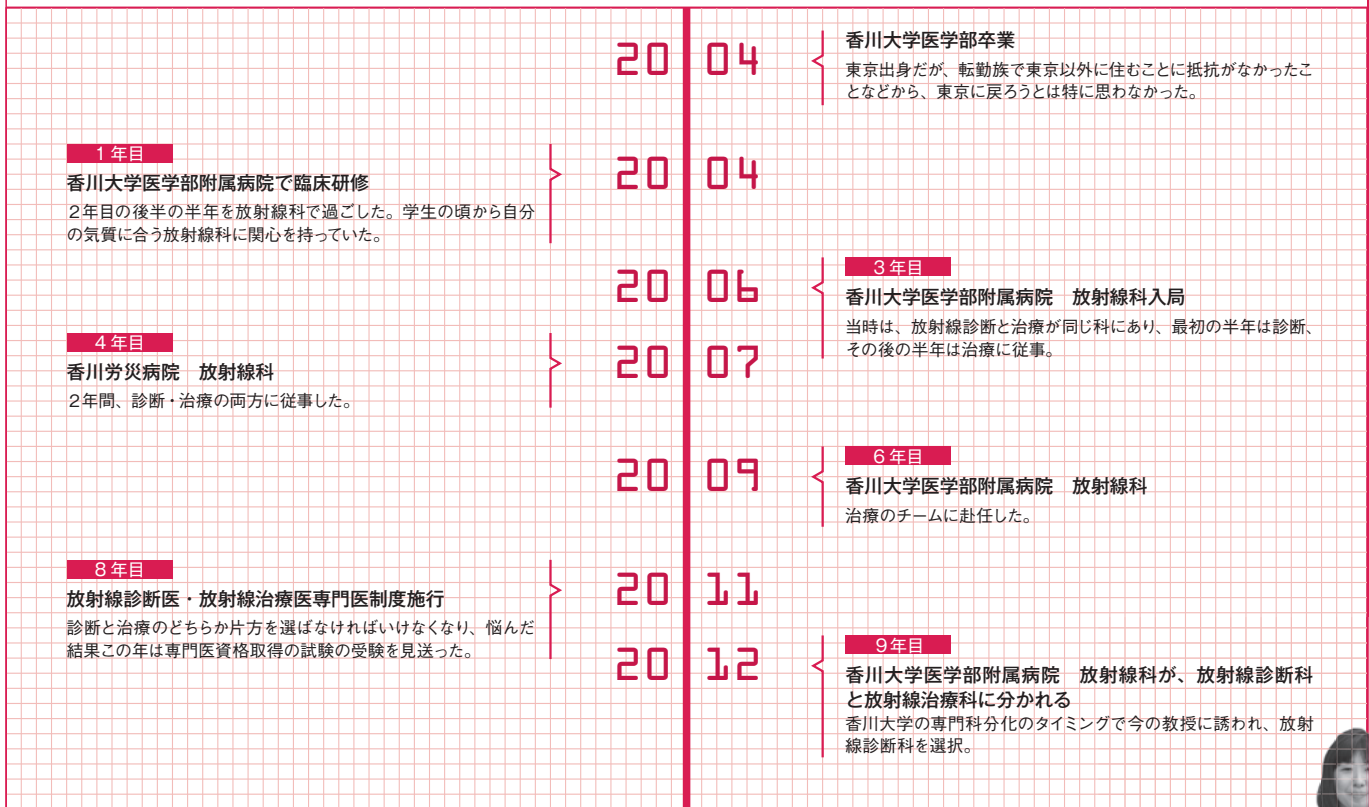 2004
香川大学医学部卒業
東京出身だが、転勤族で東京以外に住むことに抵抗がなかったこ
となどから、東京に戻ろうとは特に思わなかった。
1年目
2004
香川大学医学部附属病院で臨床研修
2年目の後半の半年を放射線科で過ごした。学生の頃から自分
の気質に合う放射線科に関心を持っていた。
2006
3年目
香川大学医学部附属病院　放射線科入局
当時は、放射線診断と治療が同じ科にあり、最初の半年は診断、
その後の半年は治療に従事。
4年目
2007
香川労災病院　放射線科
2年間、診断・治療の両方に従事した。
2009
6年目
香川大学医学部附属病院　放射線科
治療のチームに赴任した。
8年目
2011
放射線診断医・放射線治療医専門医制度施行
診断と治療のどちらか片方を選ばなければいけなくなり、悩んだ
結果この年は専門医資格取得の試験の受験を見送った。
2012
9年目
香川大学医学部附属病院　放射線科が、放射線診断科
と放射線治療科に分かれる
香川大学の専門科分化のタイミングで今の教授に誘われ、放射
線診断科を選択。